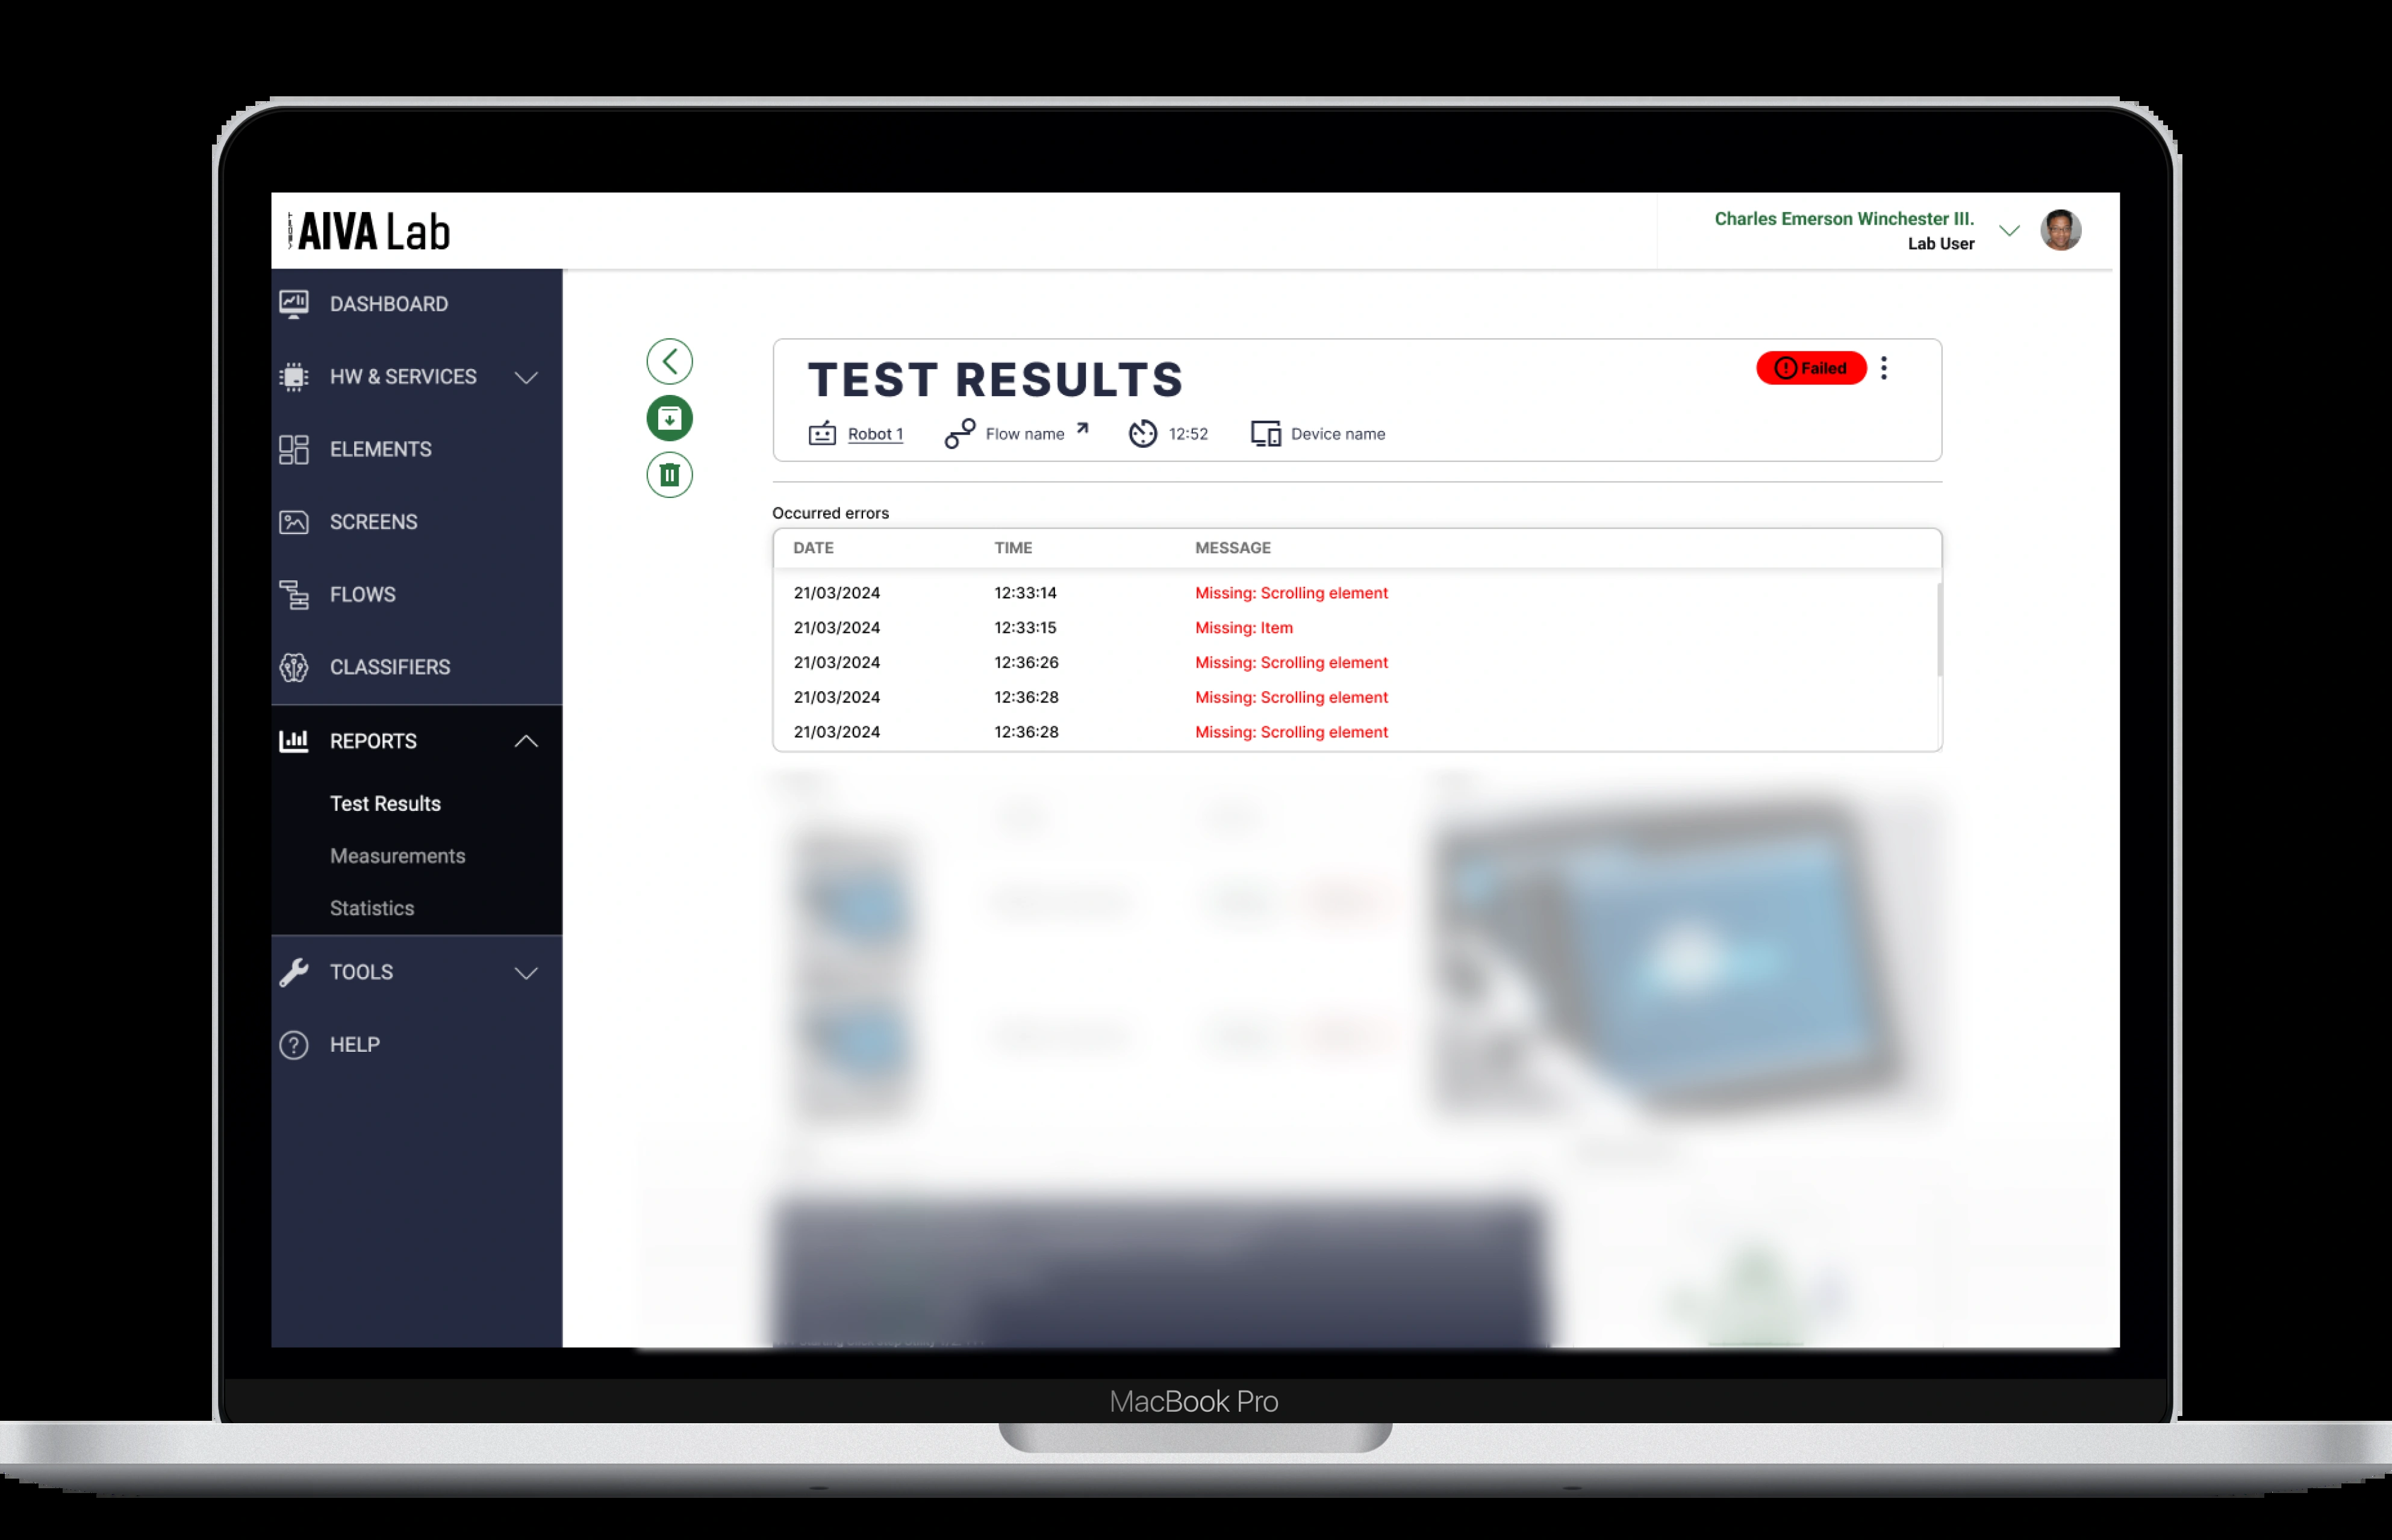 AIVA Lab
Charles Emerson Winchester III.
Lab User
DASHBOARD
HW & SERVICES
ELEMENTS
SCREENS
FLOWS
CLASSIFIERS
REPORTS
Test Results
Measurements
Statistics
TOOLS
HELP
TEST RESULTS
Failed
Robot 1 Flow name 12:52 Device name
Occurred errors
DATE TIME MESSAGE
21/03/2024 12:33:14 Missing: Scrolling element
21/03/2024 12:33:15 Missing: Item
21/03/2024 12:36:26 Missing: Scrolling element
21/03/2024 12:36:28 Missing: Scrolling element
21/03/2024 12:36:28 Missing: Scrolling element
MacBook Pro